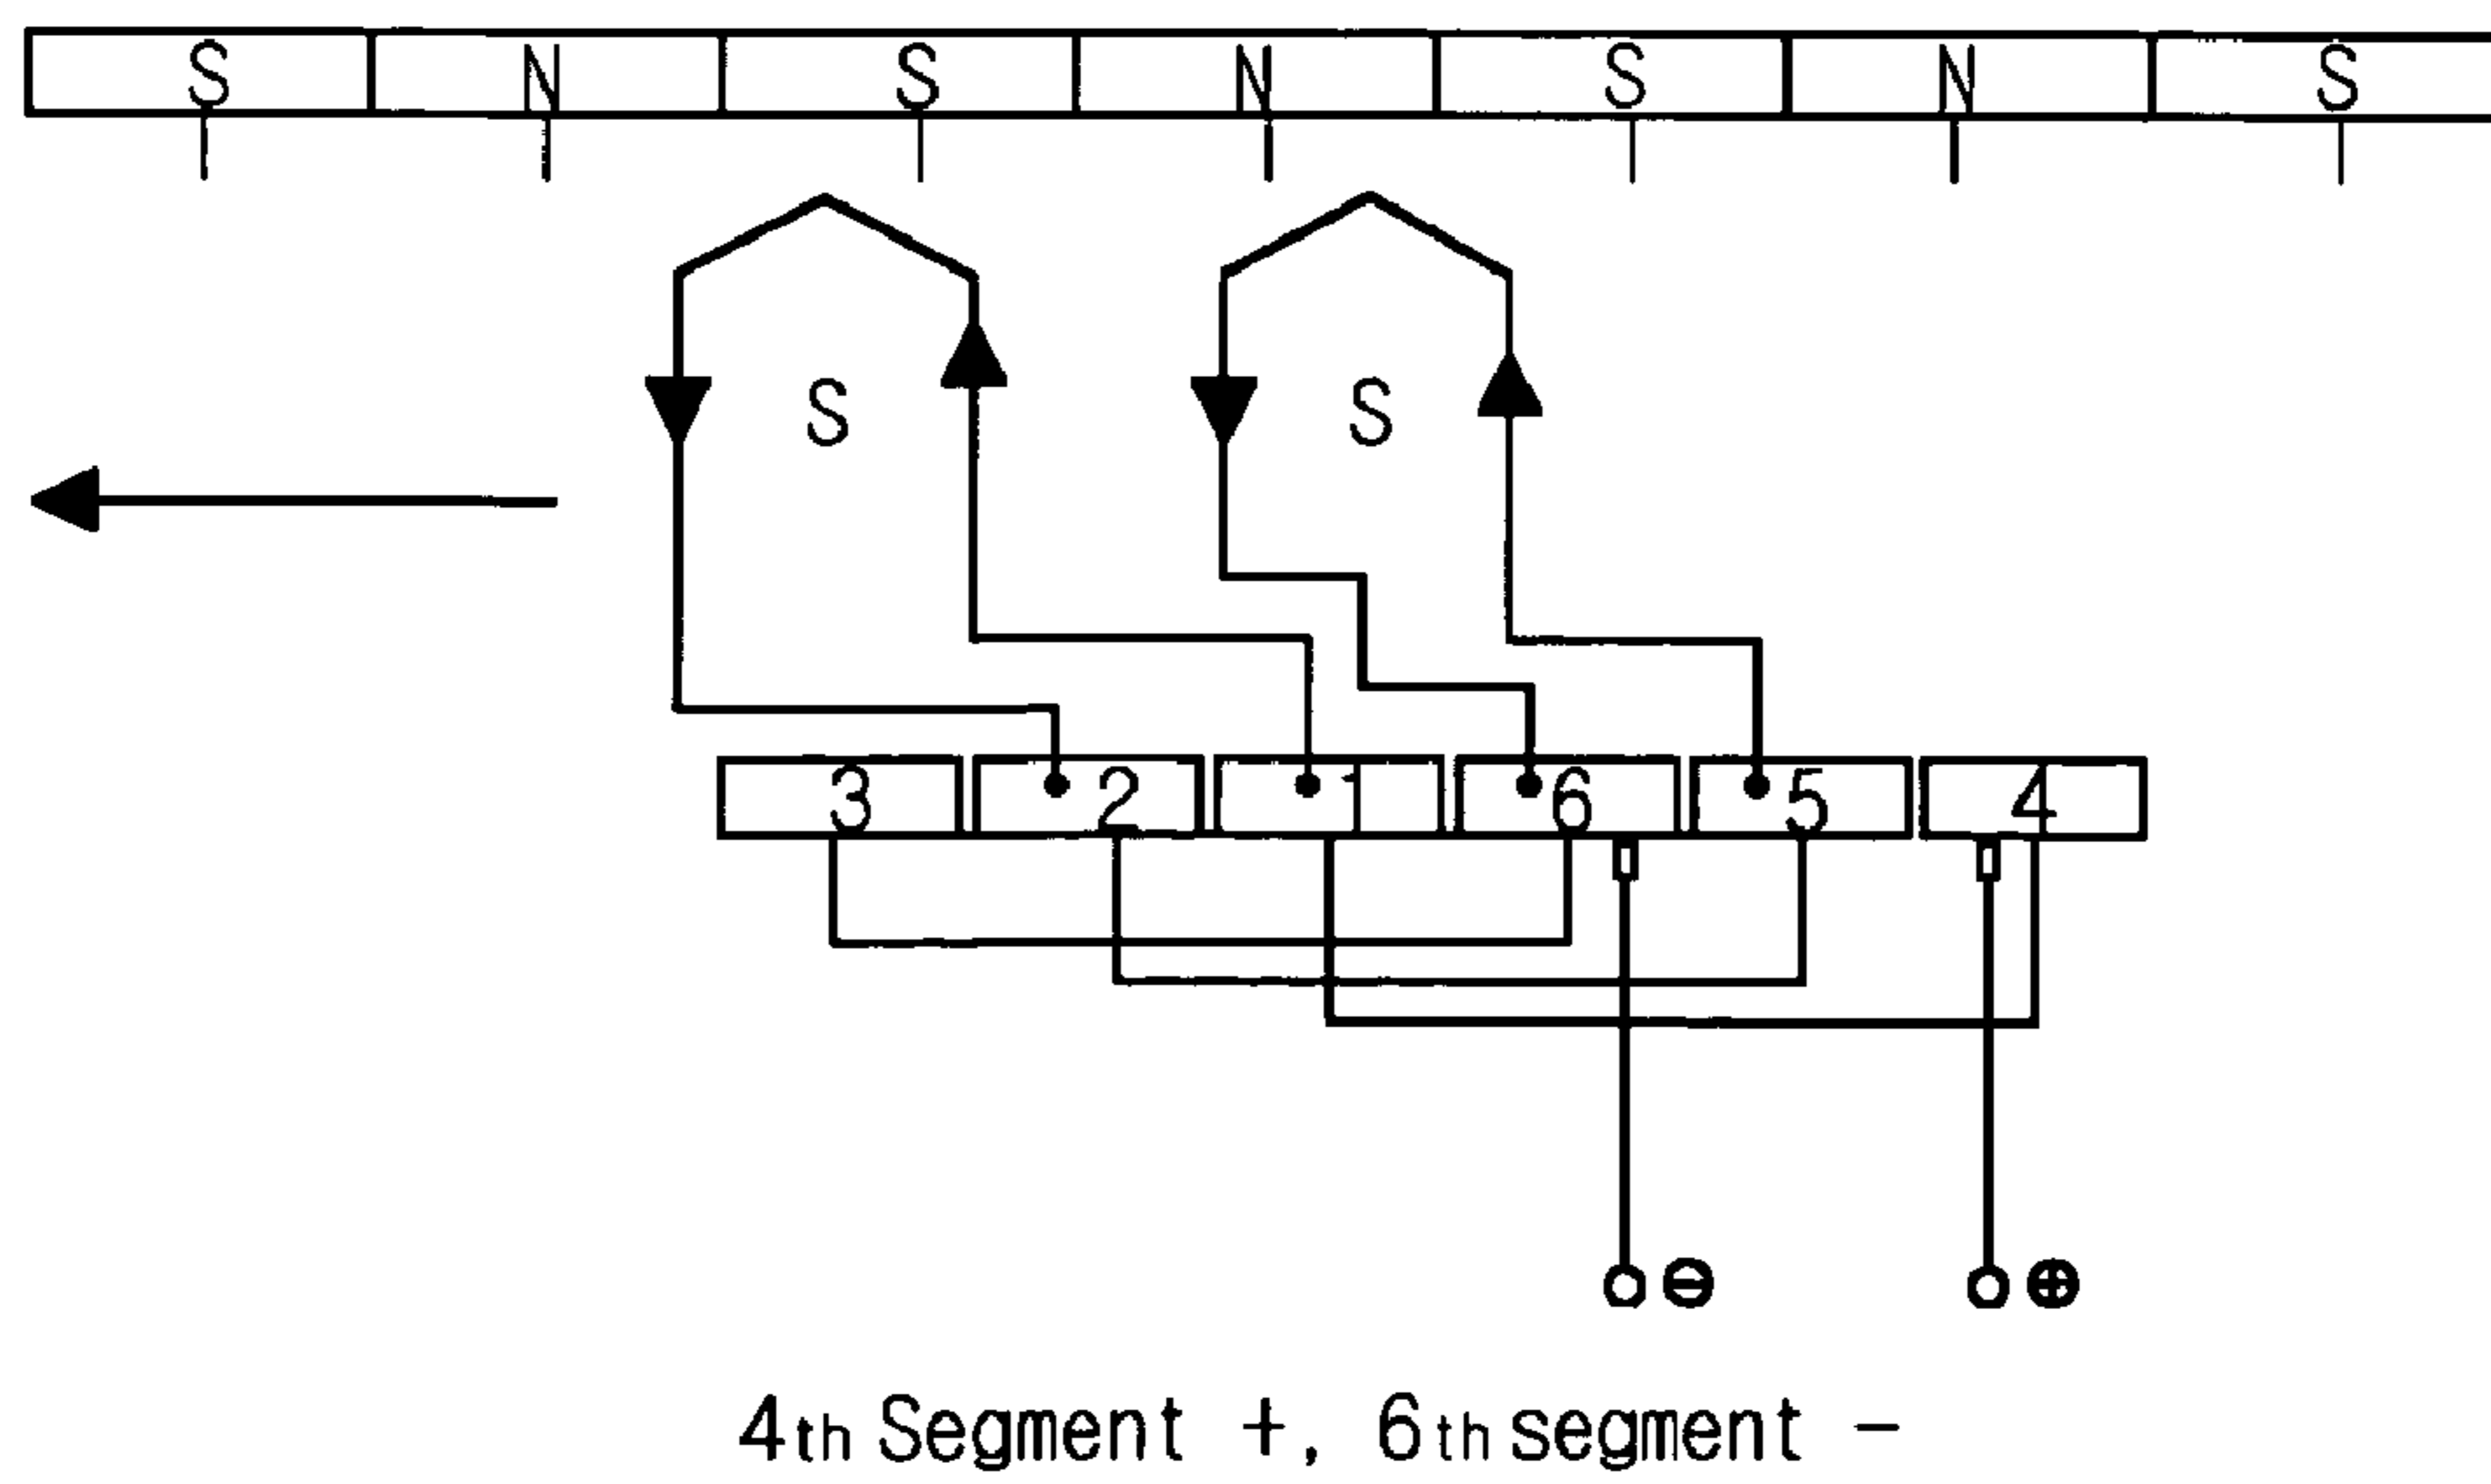 S N S N S N S
S S
3 2 1 6 5 4
⊖ ⊕
4th Segment +, 6th segment −